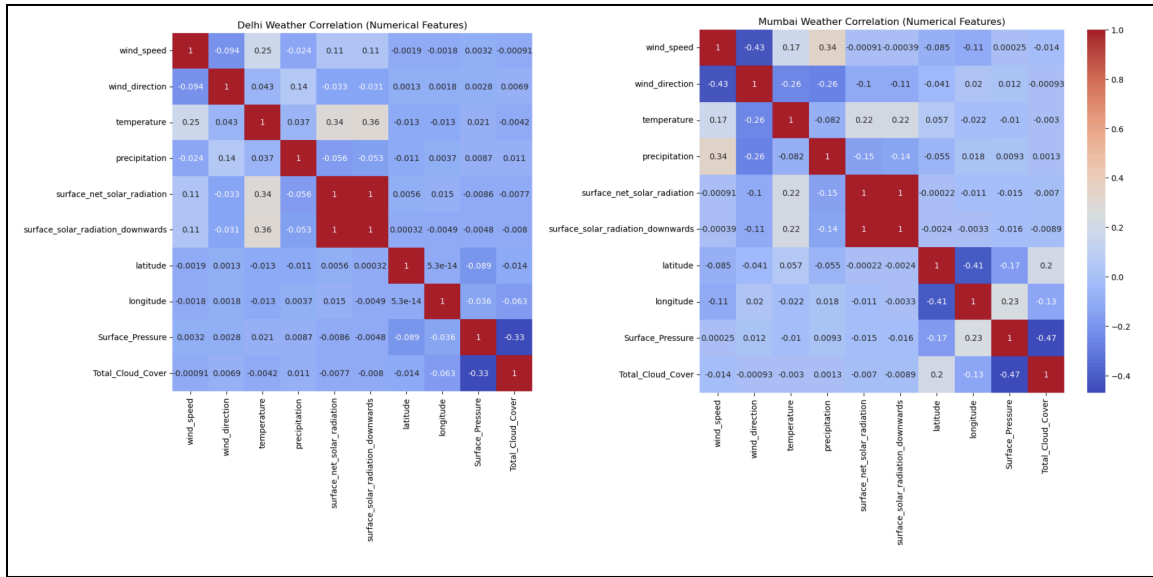 Delhi Weather Correlation (Numerical Features)
wind_speed 1 -0.094 0.25 -0.024 0.11 0.11 -0.0019 -0.0018 0.0032 -0.00091
wind_direction -0.094 1 0.043 0.14 -0.033 -0.031 0.0013 0.0018 0.0028 0.0069
temperature 0.25 0.043 1 0.037 0.34 0.36 -0.013 -0.013 0.021 -0.0042
precipitation -0.024 0.14 0.037 1 -0.056 -0.053 -0.011 0.0037 0.0087 0.011
surface_net_solar_radiation 0.11 -0.033 0.34 -0.056 1 1 0.0056 0.015 -0.0086 -0.0077
surface_solar_radiation_downwards 0.11 -0.031 0.36 -0.053 1 1 0.00032 -0.0049 -0.0048 -0.008
latitude -0.0019 0.0013 -0.013 -0.011 0.0056 0.00032 1 5.3e-14 -0.089 -0.014
longitude -0.0018 0.0018 -0.013 0.0037 0.015 -0.0049 5.3e-14 1 -0.036 -0.063
Surface_Pressure 0.0032 0.0028 0.021 0.0087 -0.0086 -0.0048 -0.089 -0.036 1 -0.33
Total_Cloud_Cover -0.00091 0.0069 -0.0042 0.011 -0.0077 -0.008 -0.014 -0.063 -0.33 1
wind_speed
wind_direction
temperature
precipitation
surface_net_solar_radiation
surface_solar_radiation_downwards
latitude
longitude
Surface_Pressure
Total_Cloud_Cover
Mumbai Weather Correlation (Numerical Features)
wind_speed 1 -0.43 0.17 0.34 -0.00091 -0.00039 -0.085 -0.11 0.00025 -0.014
wind_direction -0.43 1 -0.26 -0.26 -0.1 -0.11 -0.041 0.02 0.012 -0.00093
temperature 0.17 -0.26 1 -0.082 0.22 0.22 0.057 -0.022 -0.01 -0.003
precipitation 0.34 -0.26 -0.082 1 -0.15 -0.14 -0.055 0.018 0.0093 0.0013
surface_net_solar_radiation -0.00091 -0.1 0.22 -0.15 1 1 -0.00022 -0.011 -0.015 -0.007
surface_solar_radiation_downwards -0.00039 -0.11 0.22 -0.14 1 1 -0.0024 -0.0033 -0.016 -0.0089
latitude -0.085 -0.041 0.057 -0.055 -0.00022 -0.0024 1 -0.41 -0.17 0.2
longitude -0.11 0.02 -0.022 0.018 -0.011 -0.0033 -0.41 1 0.23 -0.13
Surface_Pressure 0.00025 0.012 -0.01 0.0093 -0.015 -0.016 -0.17 0.23 1 -0.47
Total_Cloud_Cover -0.014 -0.00093 -0.003 0.0013 -0.007 -0.0089 0.2 -0.13 -0.47 1
wind_speed
wind_direction
temperature
precipitation
surface_net_solar_radiation
surface_solar_radiation_downwards
latitude
longitude
Surface_Pressure
Total_Cloud_Cover
1.0
0.8
0.6
0.4
0.2
0.0
-0.2
-0.4